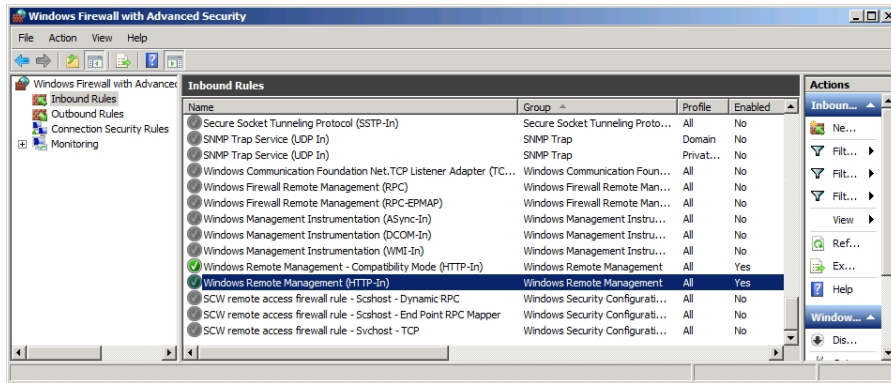 Windows Firewall with Advanced Security
File Action View Help
Windows Firewall with Advanced
Inbound Rules
Outbound Rules
Connection Security Rules
Monitoring
Inbound Rules
Name Group Profile Enabled
Secure Socket Tunneling Protocol (SSTP-In) Secure Socket Tunneling Proto... All No
SNMP Trap Service (UDP In) SNMP Trap Domain No
SNMP Trap Service (UDP In) SNMP Trap Privat... No
Windows Communication Foundation Net.TCP Listener Adapter (TC... Windows Communication Foun... All No
Windows Firewall Remote Management (RPC) Windows Firewall Remote Man... All No
Windows Firewall Remote Management (RPC-EPMAP) Windows Firewall Remote Man... All No
Windows Management Instrumentation (ASync-In) Windows Management Instru... All No
Windows Management Instrumentation (DCOM-In) Windows Management Instru... All No
Windows Management Instrumentation (WMI-In) Windows Management Instru... All No
Windows Remote Management - Compatibility Mode (HTTP-In) Windows Remote Management All Yes
Windows Remote Management (HTTP-In) Windows Remote Management All Yes
SCW remote access firewall rule - Scshost - Dynamic RPC Windows Security Configurati... All No
SCW remote access firewall rule - Scshost - End Point RPC Mapper Windows Security Configurati... All No
SCW remote access firewall rule - Svchost - TCP Windows Security Configurati... All No
Actions
Inboun...
Ne...
Filt...
Filt...
Filt...
View
Ref...
Ex...
Help
Window...
Dis...